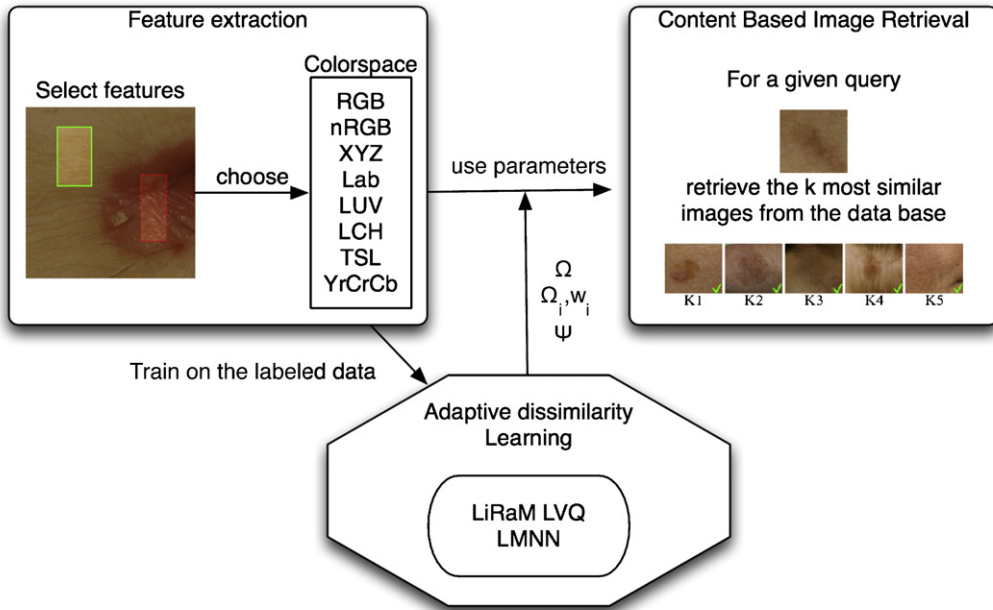 Feature extraction
Select features
choose
Colorspace
RGB
nRGB
XYZ
Lab
LUV
LCH
TSL
YrCrCb
use parameters
Content Based Image Retrieval
For a given query
retrieve the k most similar
images from the data base
K1 K2 K3 K4 K5
Ω
Ωi,wi
Ψ
Train on the labeled data
Adaptive dissimilarity
Learning
LiRaM LVQ
LMNN